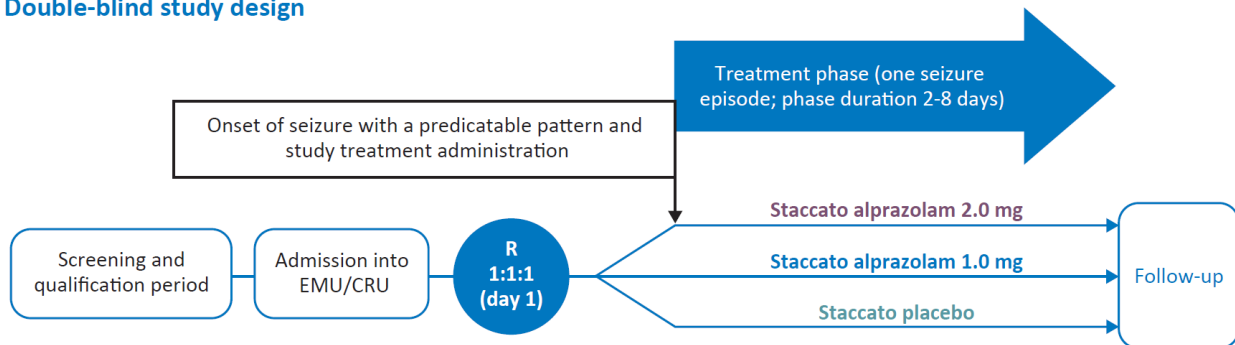 Double-blind study design
Treatment phase (one seizure
episode; phase duration 2-8 days)
Onset of seizure with a predicatable pattern and
study treatment administration
Screening and
qualification period
Admission into
EMU/CRU
R
1:1:1
(day 1)
Staccato alprazolam 2.0 mg
Staccato alprazolam 1.0 mg
Staccato placebo
Follow-up